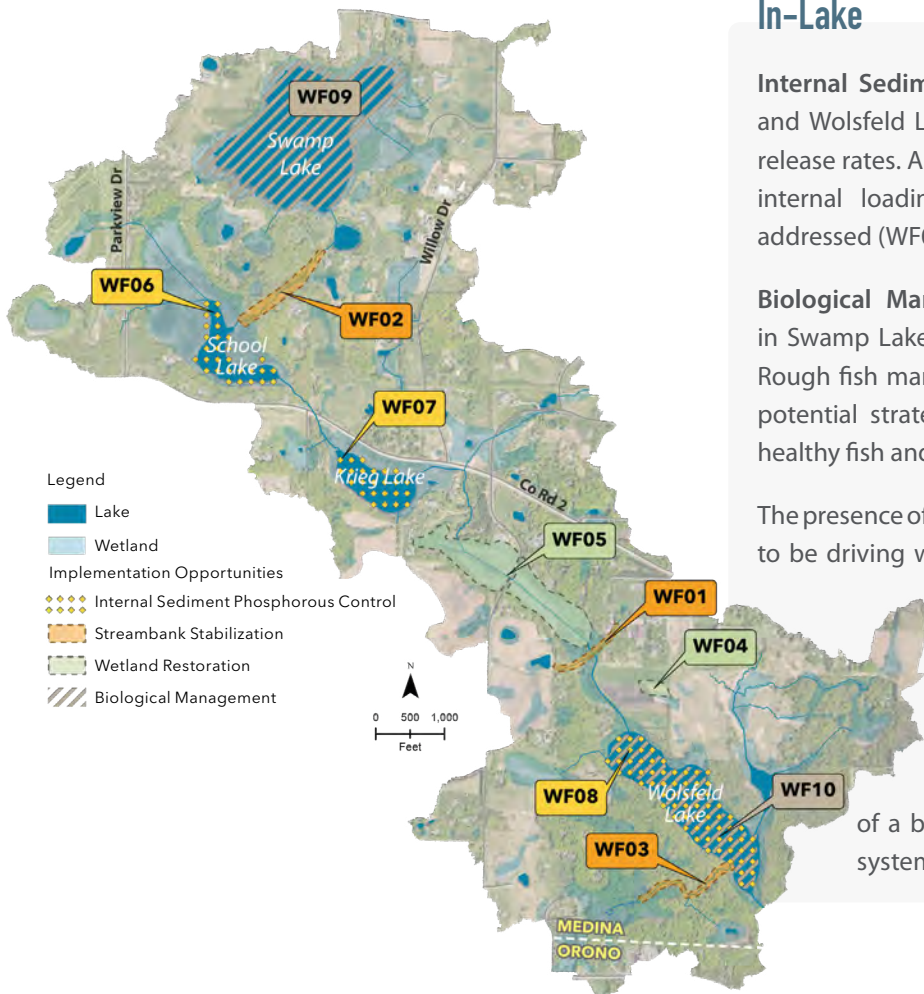 In-Lake
Internal Sedim
and Wolsfeld L
release rates. A
internal loadin
addressed (WF0
Biological Mar
in Swamp Lake
Rough fish mar
potential strate
healthy fish and
The presence of
to be driving w
of a b
system
WF09
Swamp
Lake
Parkview Dr
Willow Dr
WF06
WF02
School
Lake
WF07
Krieg Lake
Co Rd 2
WF05
WF01
WF04
WF08
Wolsfeld
Lake
WF10
WF03
MEDINA
ORONO
Legend
Lake
Wetland
Implementation Opportunities
Internal Sediment Phosphorous Control
Streambank Stabilization
Wetland Restoration
Biological Management
N
0 500 1,000
Feet